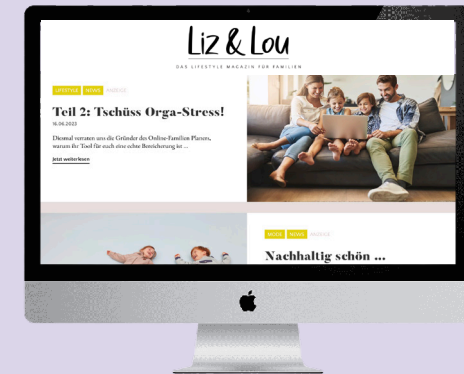 Liz & Lou
DAS LIFESTYLE MAGAZIN FÜR FAMILIEN
LIFESTYLE NEWS ANZEIGE
Teil 2: Tschüss Orga-Stress!
16.06.2022
Diesmal verraten uns die Gründer des Online-Familien Planers,
warum ihr Tool für euch eine echte Bereicherung ist ...
Jetzt weiterlesen
MODE NEWS ANZEIGE
Nachhaltig schön ...